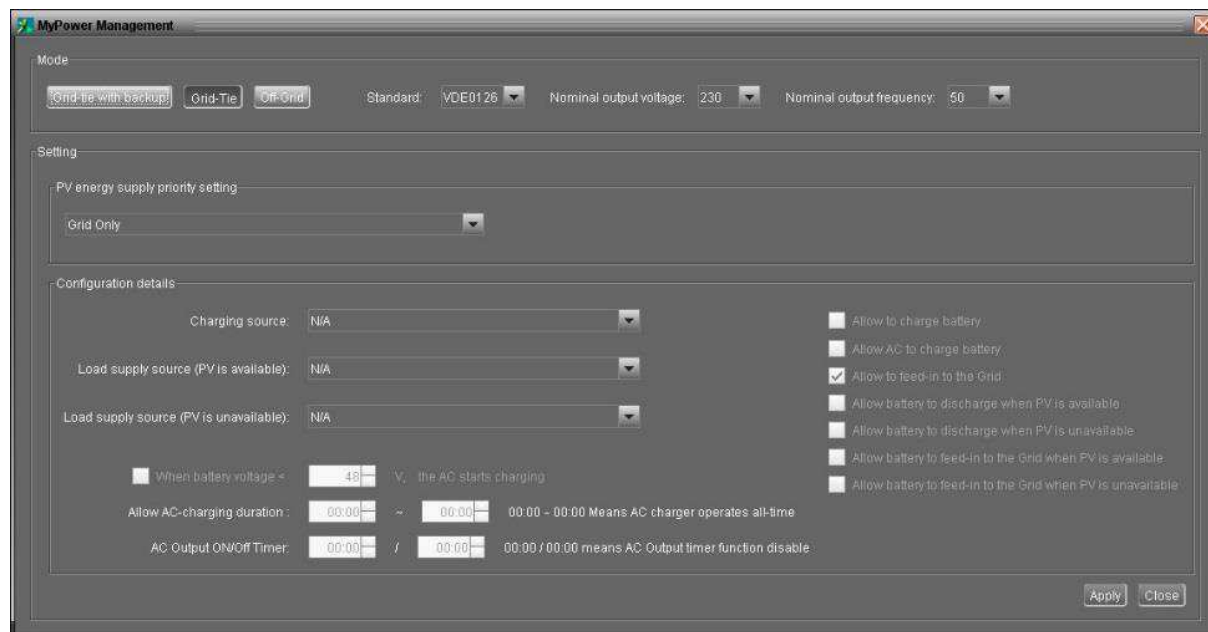 MyPower Management
Mode
Grid-tie with backup Grid-Tie Off-Grid Standard: VDE0126 Nominal output voltage: 230 Nominal output frequency: 50
Setting
PV energy supply priority setting
Grid Only
Configuration details
Charging source: N/A
Load supply source (PV is available): N/A
Load supply source (PV is unavailable): N/A
When battery voltage < 48 V, the AC starts charging
Allow AC-charging duration : 00:00 ~ 00:00 00:00 - 00:00 Means AC charger operates all-time
AC Output ON/Off Timer: 00:00 / 00:00 00:00 / 00:00 means AC Output timer function disable
Allow to charge battery
Allow AC to charge battery
Allow to feed-in to the Grid
Allow battery to discharge when PV is available
Allow battery to discharge when PV is unavailable
Allow battery to feed-in to the Grid when PV is available
Allow battery to feed-in to the Grid when PV is unavailable
Apply Close